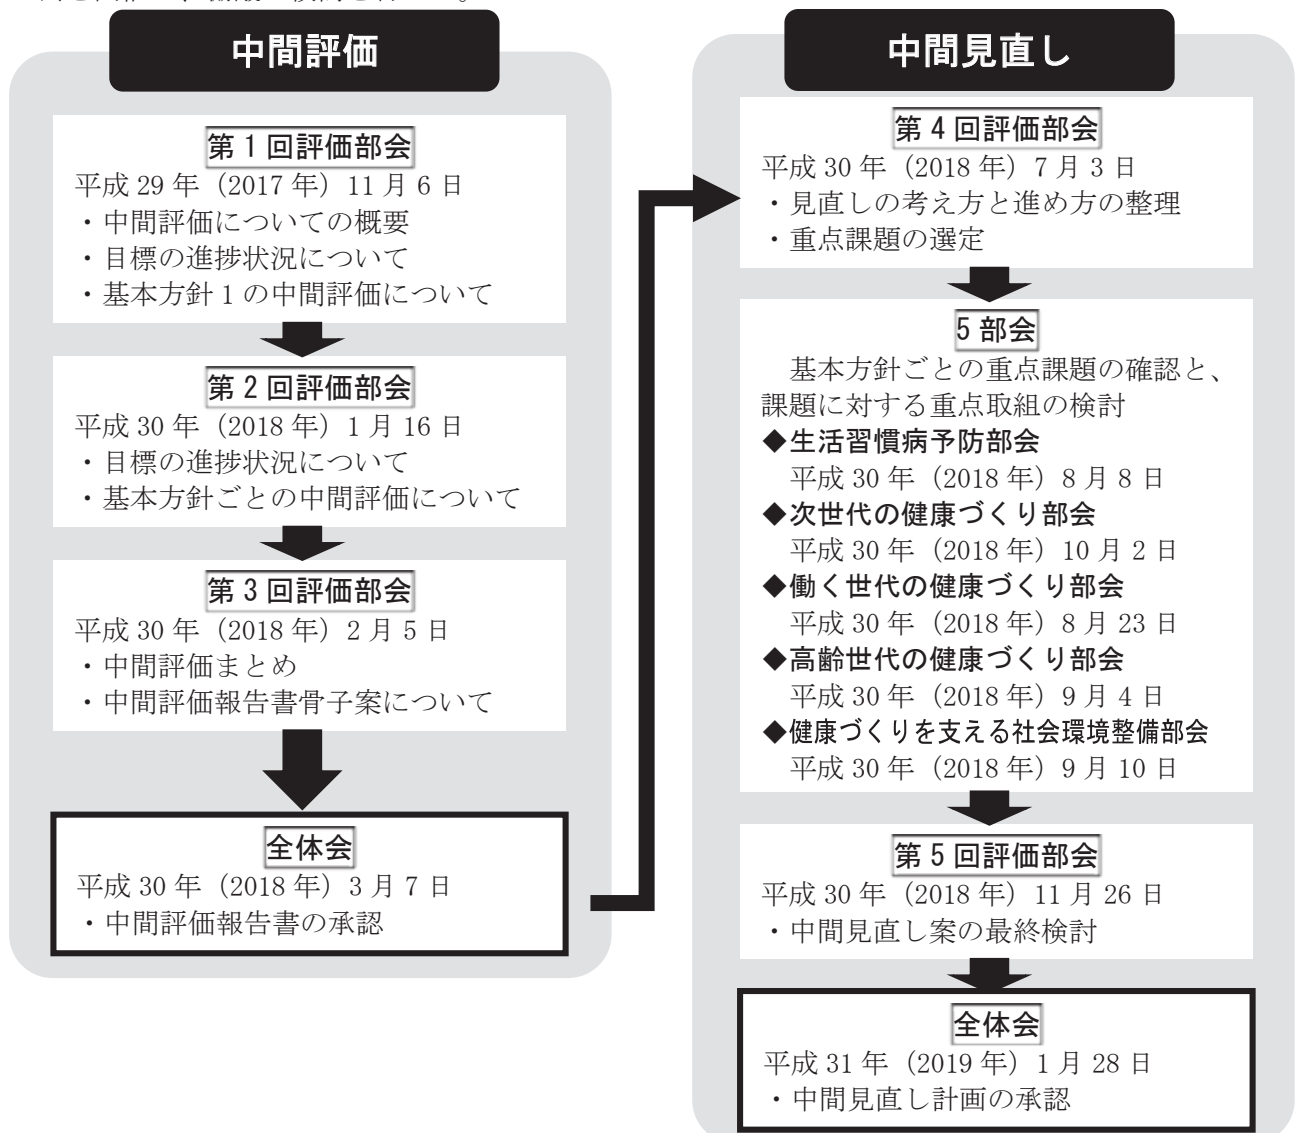 中間評価
第1回評価部会
平成 29 年（2017 年）11 月 6 日
・中間評価についての概要
・目標の進捗状況について
・基本方針 1 の中間評価について
第2回評価部会
平成 30 年（2018 年）1 月 16 日
・目標の進捗状況について
・基本方針ごとの中間評価について
第3回評価部会
平成 30 年（2018 年）2 月 5 日
・中間評価まとめ
・中間評価報告書骨子案について
全体会
平成 30 年（2018 年）3 月 7 日
・中間評価報告書の承認
中間見直し
第4回評価部会
平成 30 年（2018 年）7 月 3 日
・見直しの考え方と進め方の整理
・重点課題の選定
5部会
基本方針ごとの重点課題の確認と、
課題に対する重点取組の検討
◆生活習慣病予防部会
平成 30 年（2018 年）8 月 8 日
◆次世代の健康づくり部会
平成 30 年（2018 年）10 月 2 日
◆働く世代の健康づくり部会
平成 30 年（2018 年）8 月 23 日
◆高齢世代の健康づくり部会
平成 30 年（2018 年）9 月 4 日
◆健康づくりを支える社会環境整備部会
平成 30 年（2018 年）9 月 10 日
第5回評価部会
平成 30 年（2018 年）11 月 26 日
・中間見直し案の最終検討
全体会
平成 31 年（2019 年）1 月 28 日
・中間見直し計画の承認